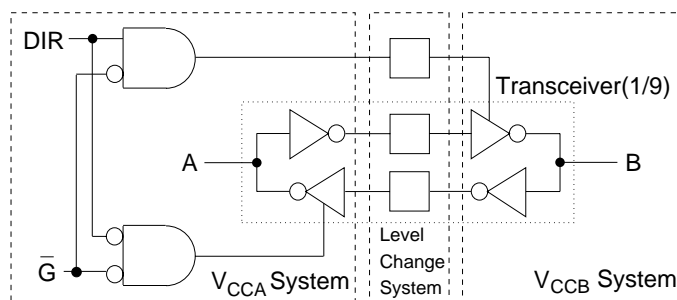 DIR
Transceiver(1/9)
A
B
Level
Change
System
G̅
VCCA System
VCCB System